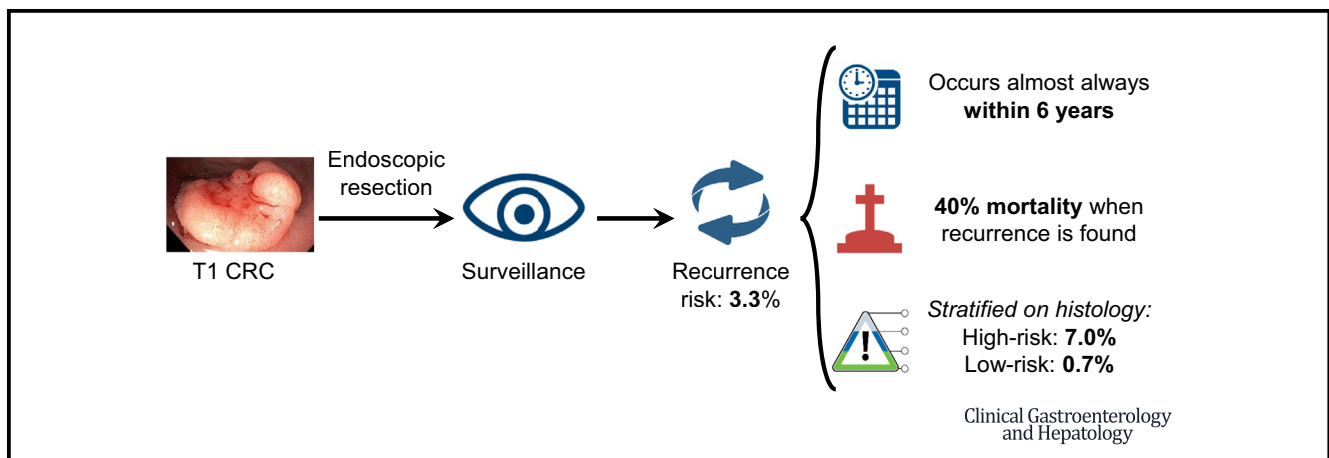 T1 CRC
Endoscopic
resection
Surveillance
Recurrence
risk: 3.3%
Occurs almost always
within 6 years
40% mortality when
recurrence is found
Stratified on histology:
High-risk: 7.0%
Low-risk: 0.7%
Clinical Gastroenterology
and Hepatology